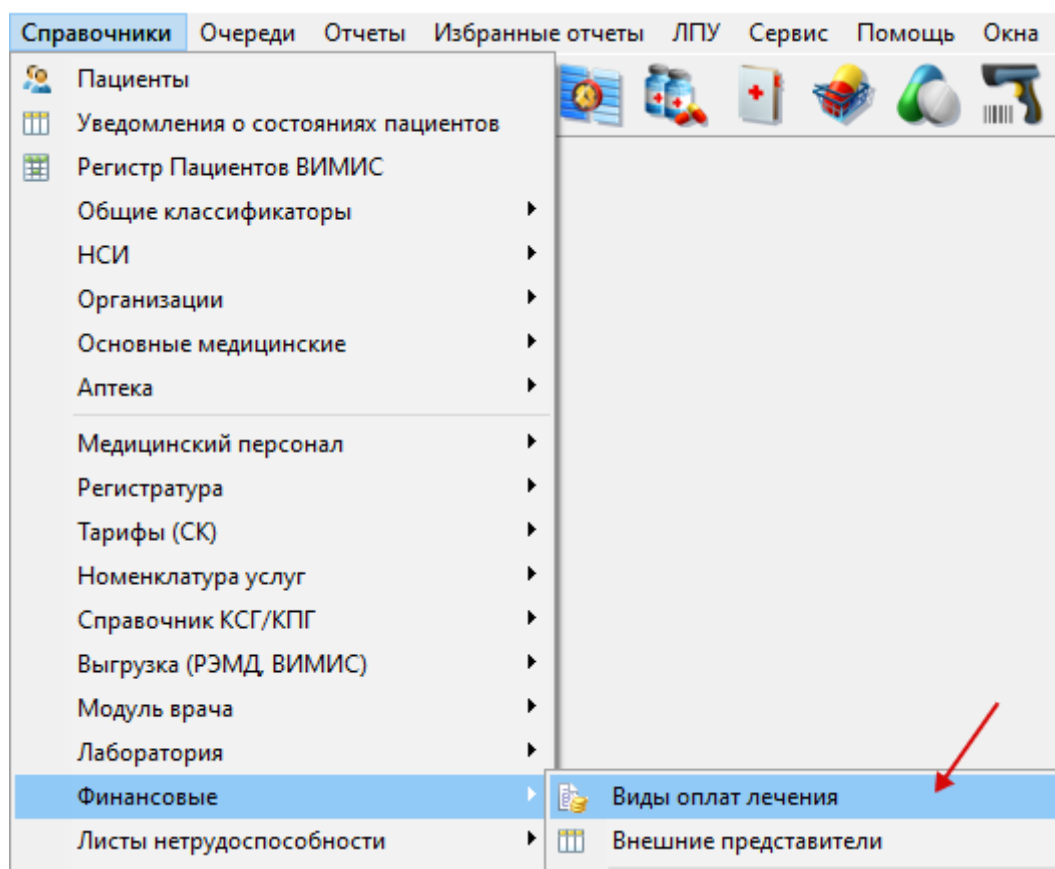 Справочники Очереди Отчеты Избранные отчеты ЛПУ Сервис Помощь Окна
Пациенты
Уведомления о состояниях пациентов
Регистр Пациентов ВИМИС
Общие классификаторы
НСИ
Организации
Основные медицинские
Аптека
Медицинский персонал
Регистратура
Тарифы (СК)
Номенклатура услуг
Справочник КСГ/КПГ
Выгрузка (РЭМД, ВИМИС)
Модуль врача
Лаборатория
Финансовые
Виды оплат лечения
Листы нетрудоспособности
Внешние представители